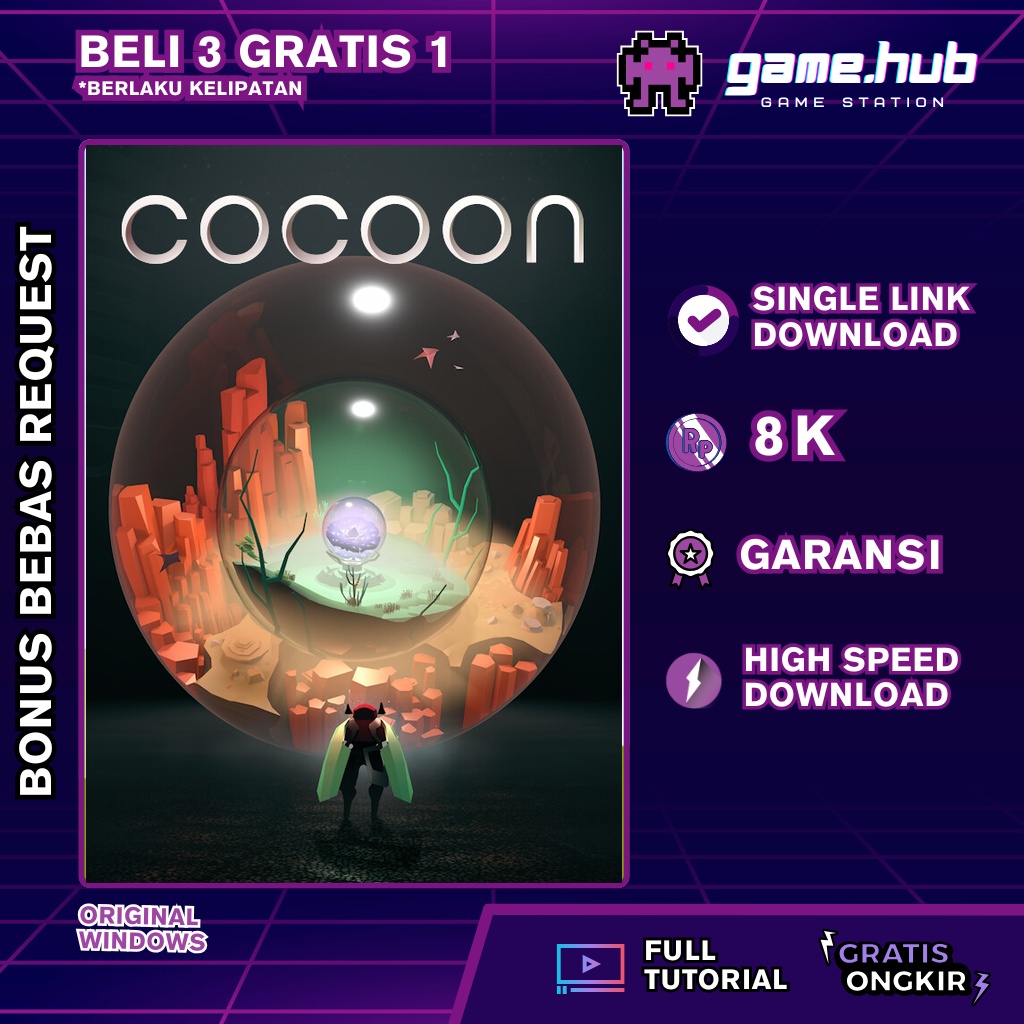 BELI 3 GRATIS 1
*BERLAKU KELIPATAN
game.hub
GAME STATION
BONUS BEBAS REQUEST
cocoon
SINGLE LINK
DOWNLOAD
Rp
8K
GARANSI
HIGH SPEED
DOWNLOAD
ORIGINAL
WINDOWS
FULL
TUTORIAL
GRATIS
ONGKIR